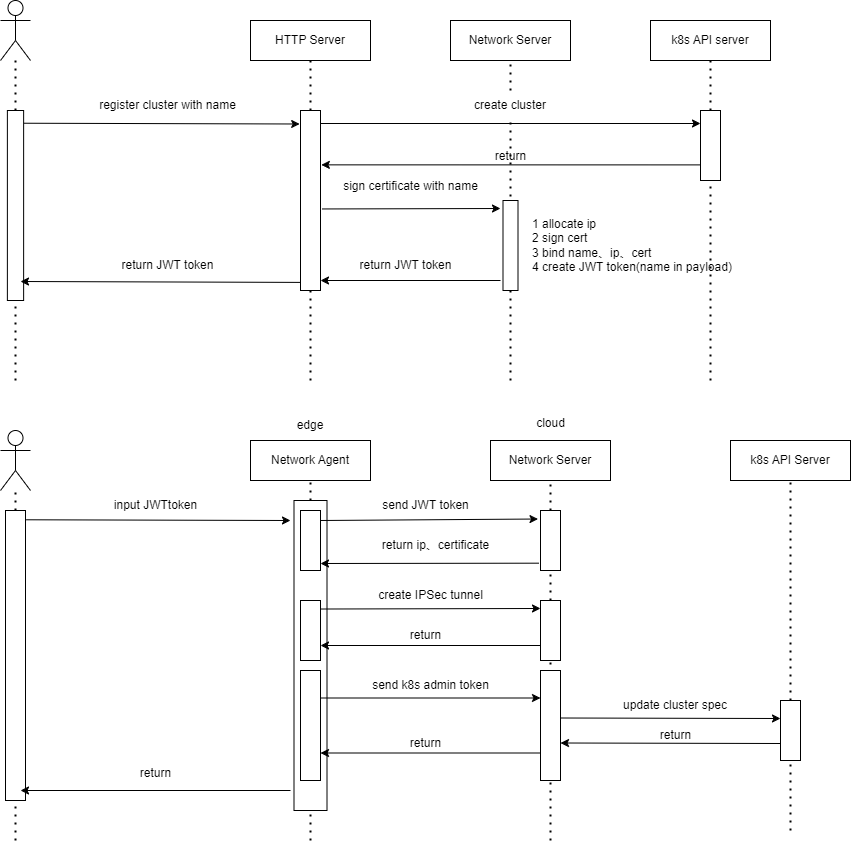 HTTP Server
Network Server
k8s API server
register cluster with name
create cluster
return
sign certificate with name
1 allocate ip
2 sign cert
3 bind name、ip、cert
4 create JWT token(name in payload)
return JWT token
return JWT token
edge
cloud
Network Agent
Network Server
k8s API Server
input JWTtoken
send JWT token
return ip、certificate
create IPSec tunnel
return
send k8s admin token
update cluster spec
return
return
return